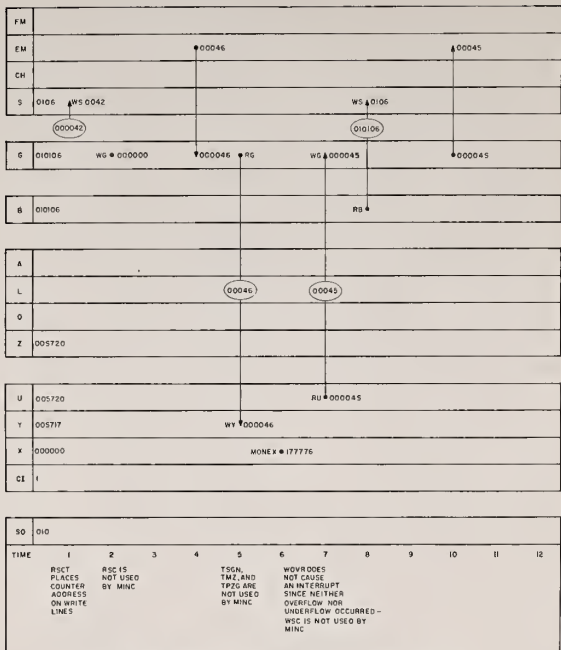 FM
EM 00046 00045
CH
S 0106 WS 0042 WS 0106
000042 010106
G 010106 WG 000000 000046 RG WG 000045 000045
B 010106 RB
A
L 00046 00045
Q
Z 005720
U 005720 RU 000045
Y 005717 WY 000046
X 000000 MONEX 177776
CI 1
SQ 010
TIME 1 2 3 4 5 6 7 8 9 10 11 12
RSCT RSC IS TSGN, WOVR DOES
PLACES NOT USED TMZ, AND NOT CAUSE
COUNTER BY MINC TPZG ARE AN INTERRUPT
ADDRESS NOT USED SINCE NEITHER
ON WRITE BY MINC OVERFLOW NOR
LINES UNDERFLOW OCCURRED –
WSC IS NOT USED BY
MINC